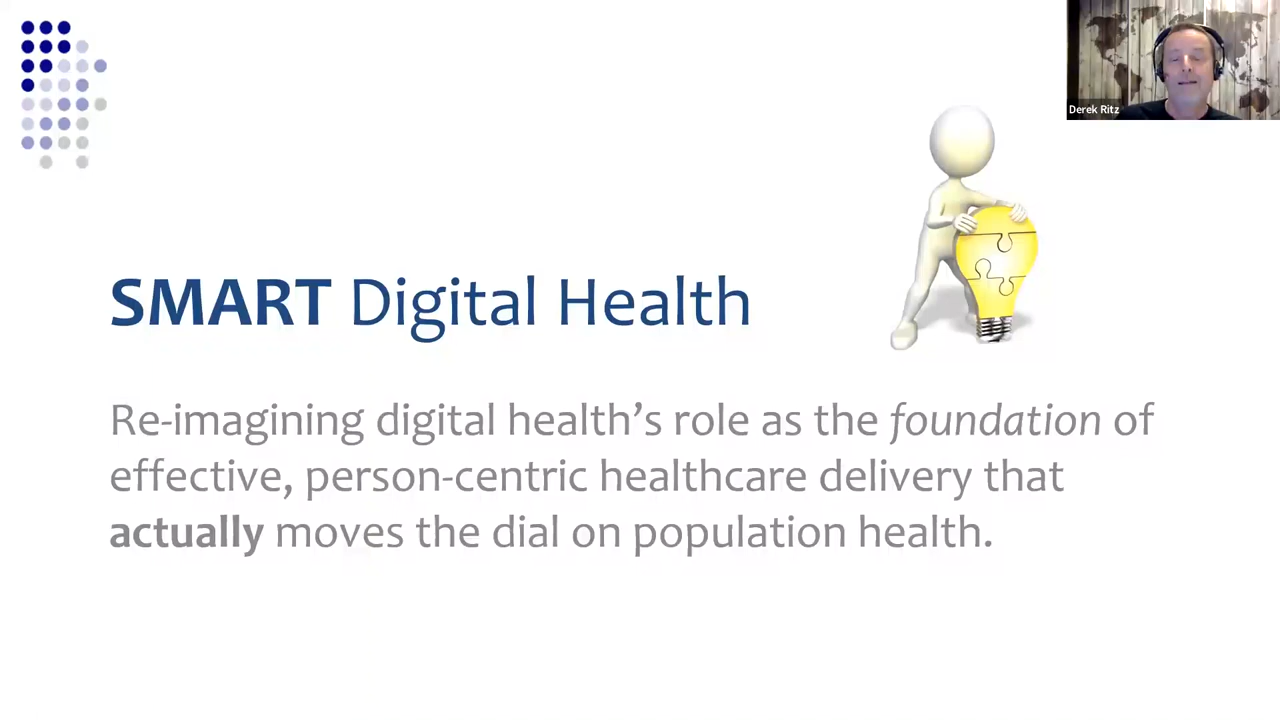 Derek Ritz
SMART Digital Health
Re-imagining digital health’s role as the foundation of
effective, person-centric healthcare delivery that
actually moves the dial on population health.